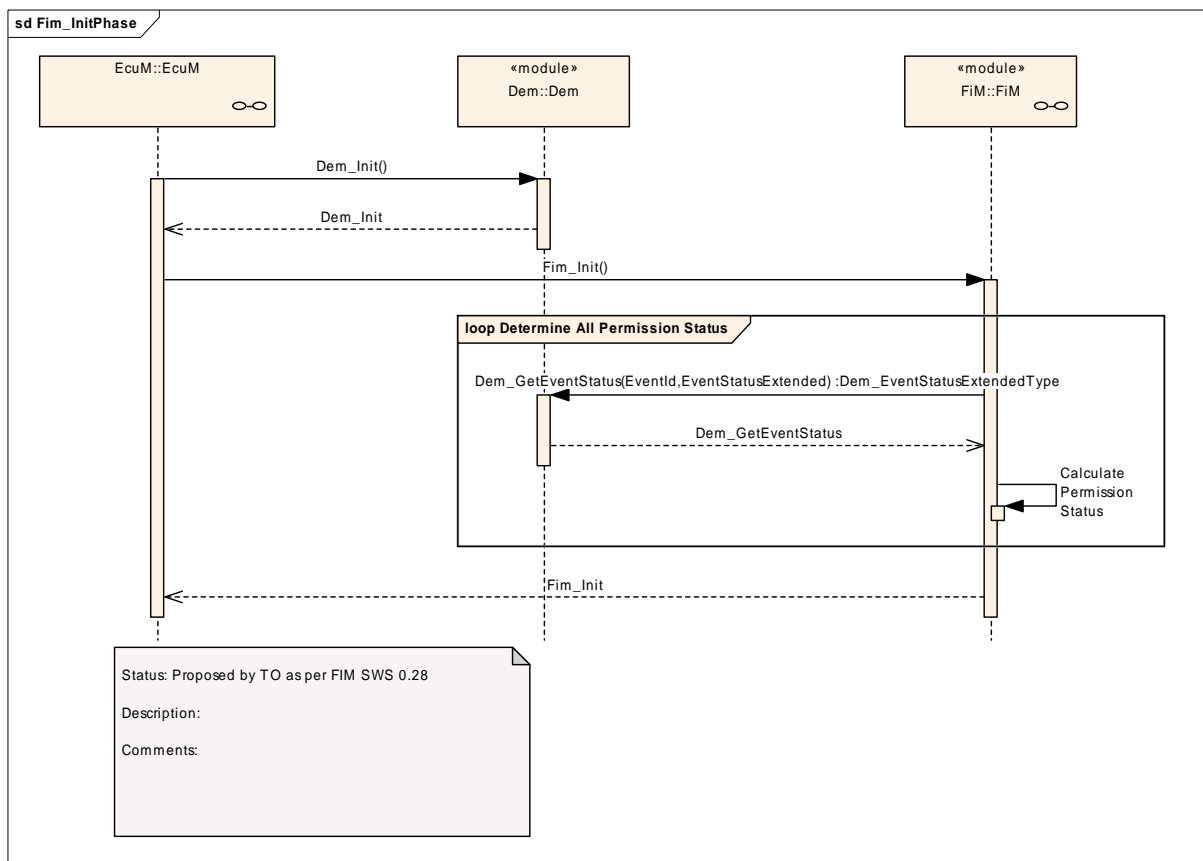 sd Fim_InitPhase
EcuM::EcuM
«module»
Dem::Dem
«module»
FiM::FiM
Dem_Init()
Dem_Init
Fim_Init()
loop Determine All Permission Status
Dem_GetEventStatus(EventId,EventStatusExtended) :Dem_EventStatusExtendedType
Dem_GetEventStatus
Calculate
Permission
Status
Fim_Init
Status: Proposed by TO as per FIM SWS 0.28
Description:
Comments: